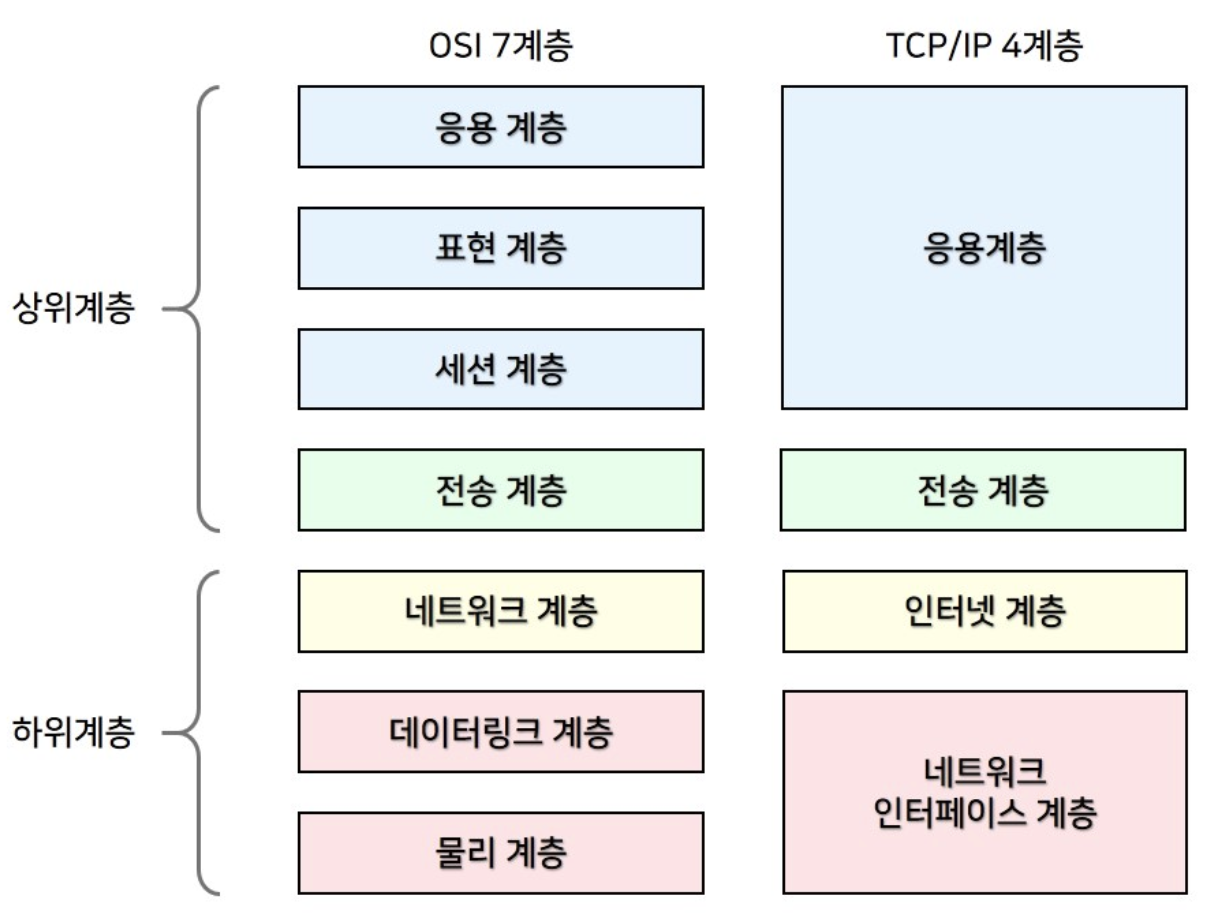 OSI 7계층
TCP/IP 4계층
상위계층
응용 계층
표현 계층
세션 계층
전송 계층
응용계층
전송 계층
하위계층
네트워크 계층
데이터링크 계층
물리 계층
인터넷 계층
네트워크
인터페이스 계층